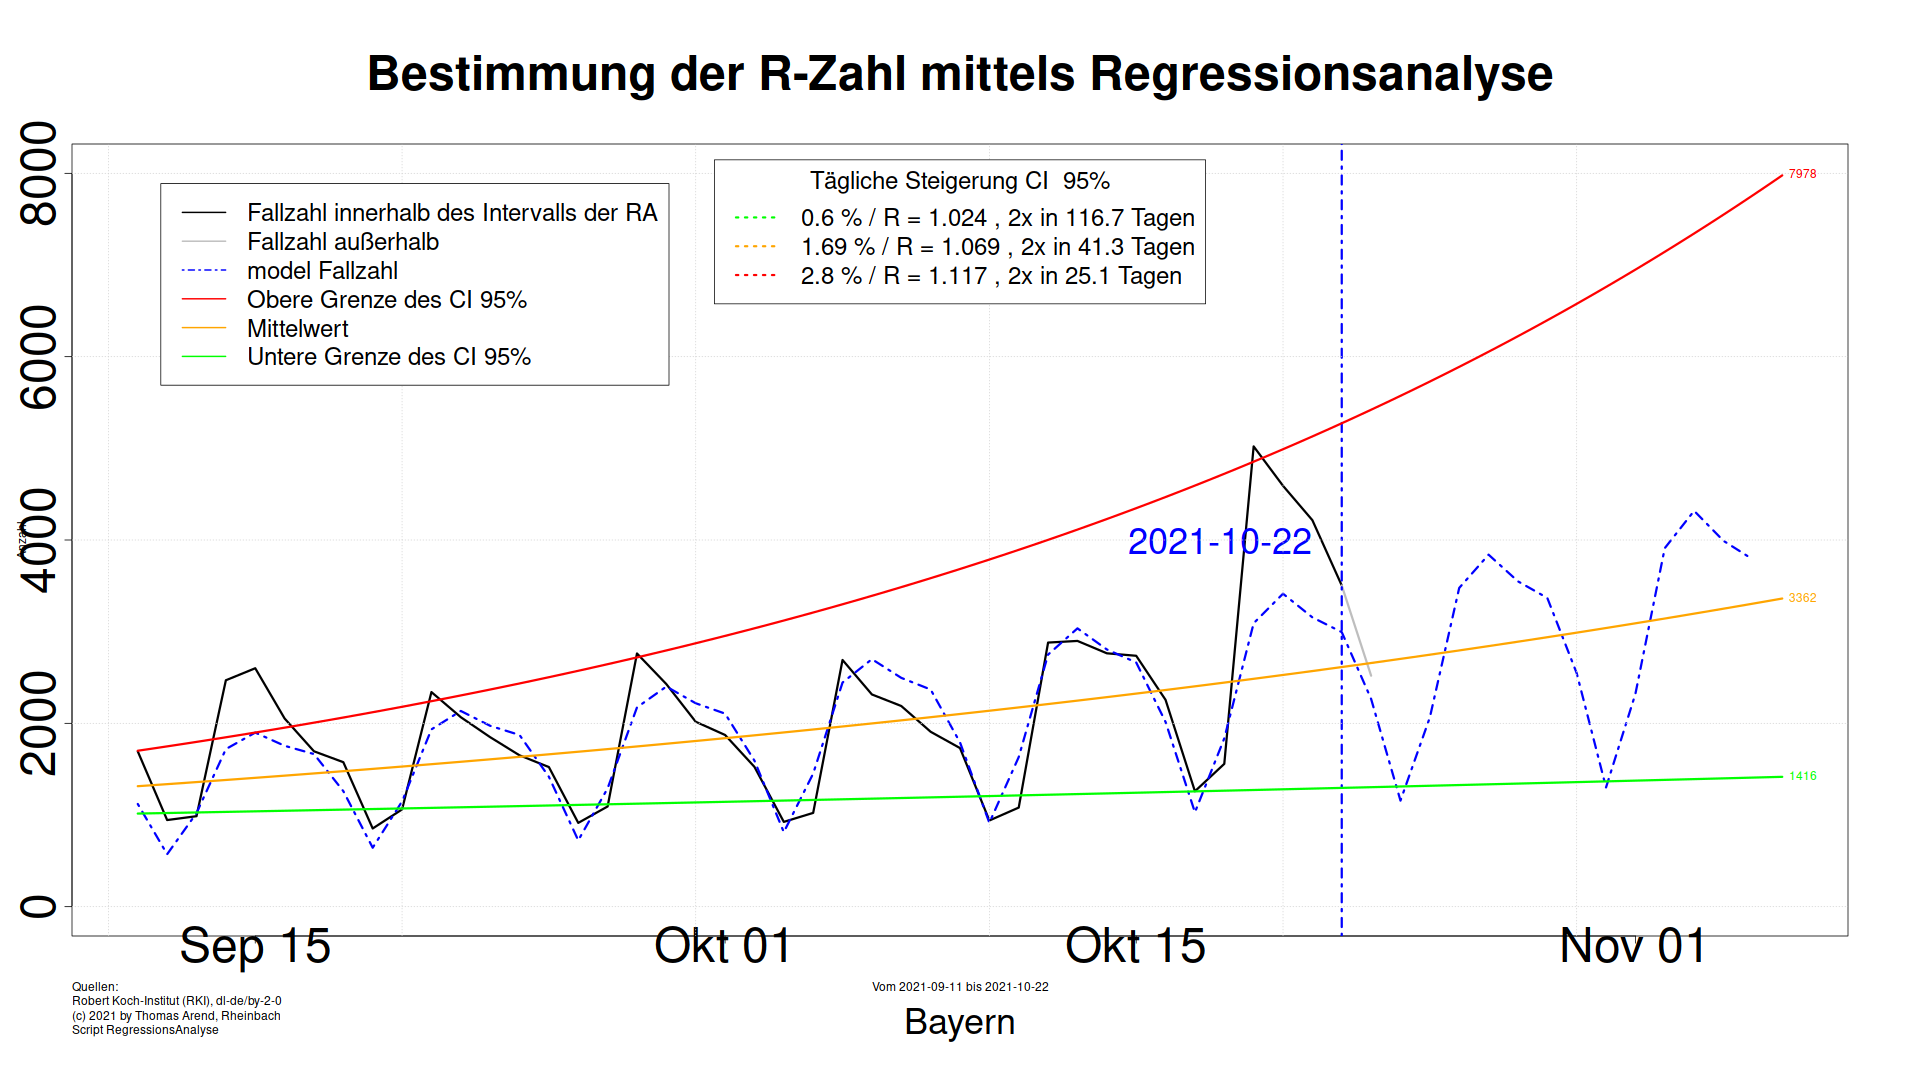 Bestimmung der R-Zahl mittels Regressionsanalyse
8000
6000
4000
2000
0
Anzahl
Fallzahl innerhalb des Intervalls der RA
Fallzahl außerhalb
model Fallzahl
Obere Grenze des CI 95%
Mittelwert
Untere Grenze des CI 95%
Tägliche Steigerung CI 95%
0.6 % / R = 1.024 , 2x in 116.7 Tagen
1.69 % / R = 1.069 , 2x in 41.3 Tagen
2.8 % / R = 1.117 , 2x in 25.1 Tagen
7978
2021-10-22
3362
1416
Sep 15
Okt 01
Okt 15
Nov 01
Quellen:
Robert Koch-Institut (RKI), dl-de/by-2-0
(c) 2021 by Thomas Arend, Rheinbach
Script RegressionsAnalyse
Vom 2021-09-11 bis 2021-10-22
Bayern